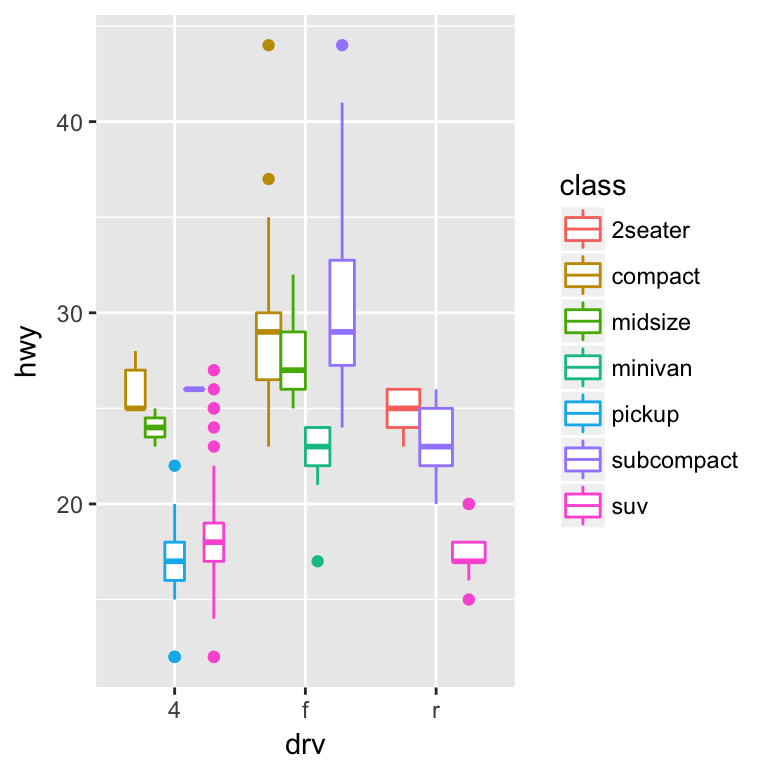 40
30
20
hwy
4 f r
drv
class
2seater
compact
midsize
minivan
pickup
subcompact
suv